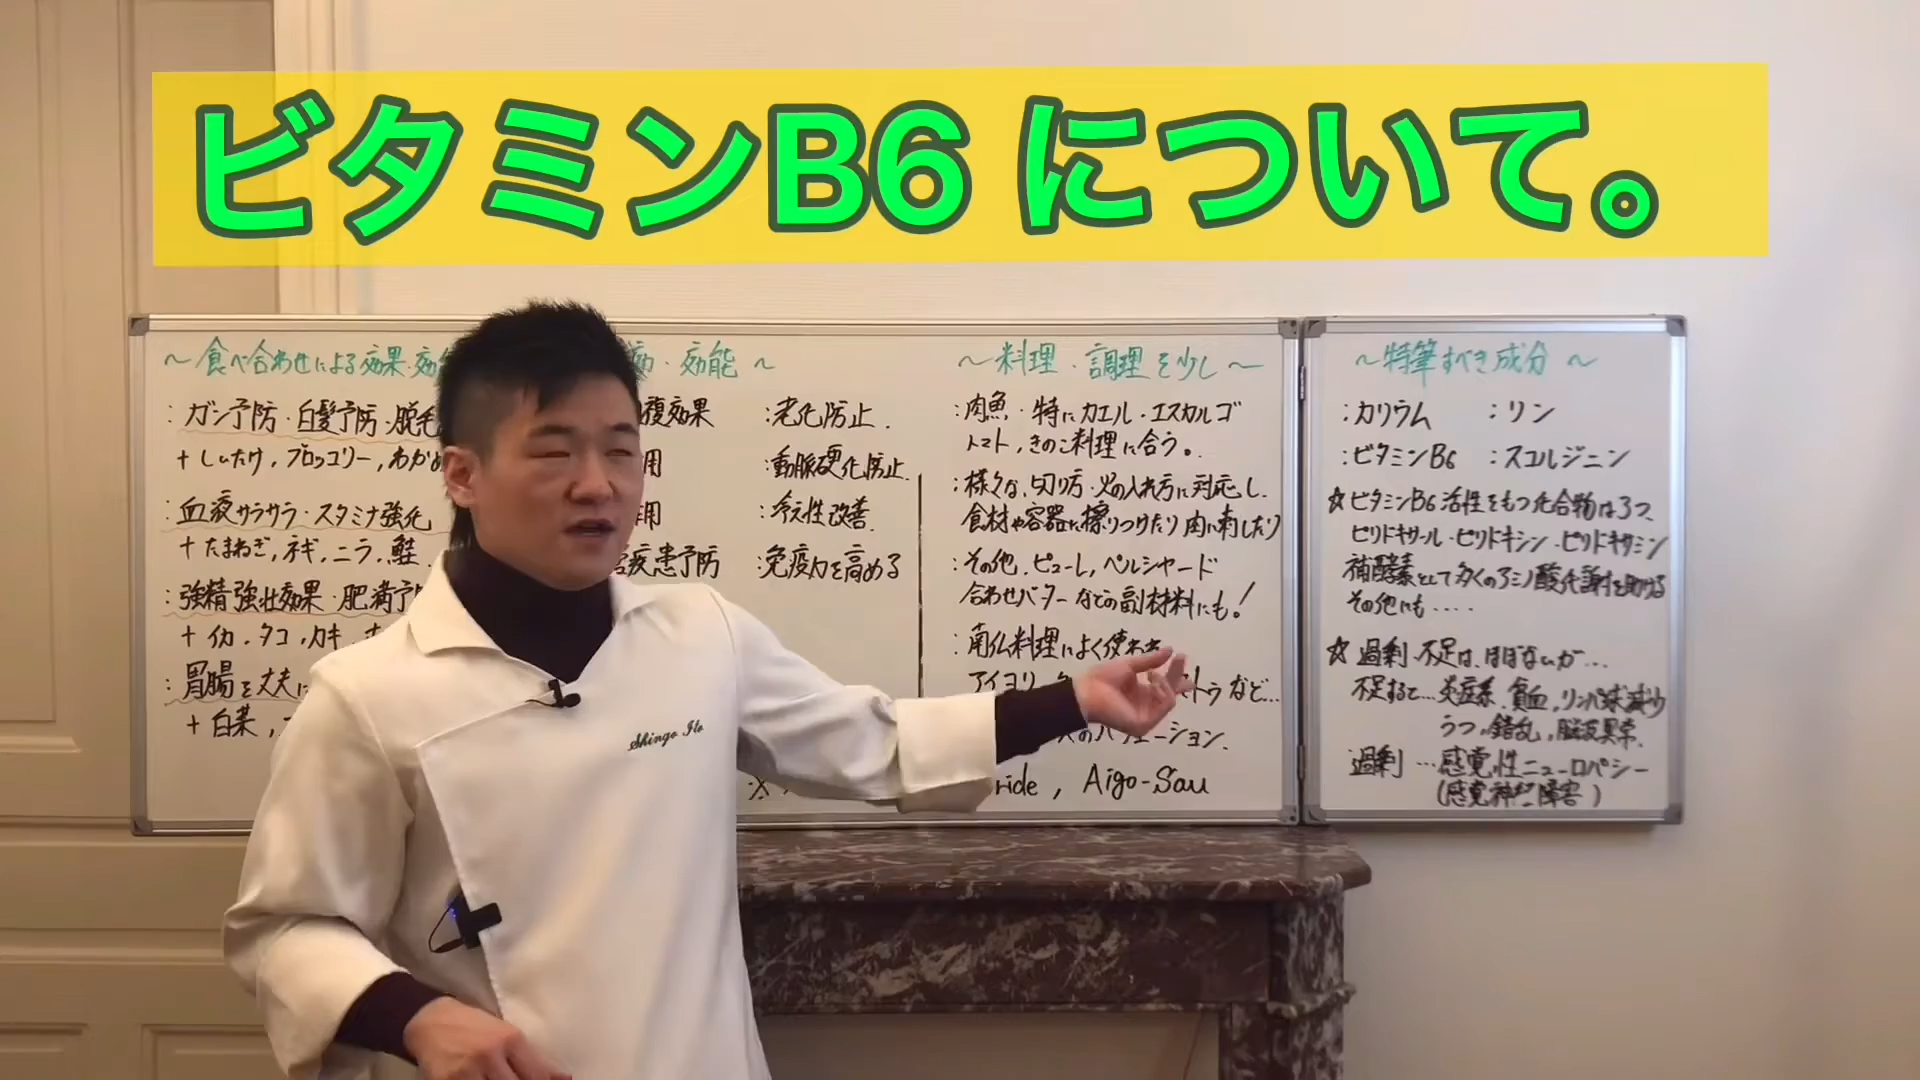 ビタミンB6 について。
～食べ合わせによる効果・効
効・効能～
: ガン予防・白髪予防・脱毛
+ しいたけ, ブロッコリー, わかめ
: 血液サラサラ・スタミナ強化
+ たまねぎ, ネギ, ニラ, 鮭.
: 強精強壮効果・肥満予
+ イカ, タコ, カキ,
: 胃腸を丈夫に
+ 白菜,
復効果
用
用
疫患予防
: 老化防止.
: 動脈硬化防止.
: 冷え性改善.
: 免疫力を高める
～料理・調理を少し～
: 肉魚・特にカエル・エスカルゴ
トマト, きのこ料理に合う。
: 様々な, 切り方・火の入れ方に対応し.
食材や容器に擦りつけたり肉に刺したり
: その他, ピューレ, ペルシャード
合わせバターなどの副材料にも!
: 南仏料理によく使われ
アイヨリ
トゥなど…
のバリエーション.
※
ride , Aïgo-Sau
～特筆すべき成分～
: カリウム
: リン
: ビタミンB6
: スコルジニン
☆ビタミンB6活性をもつ化合物は3つ、
ピリドキサール・ピリドキシン・ピリドキサミン
補酵素として多くのアミノ酸代謝を助ける
その他にも....
☆ 過剰、不足は、ほぼないが...
不足すると...炎症系, 貧血, リンパ球減少
うつ, 錯乱, 脳波異常.
過剰 …感覚性ニューロパシー
(感覚神経障害)
Shingo Ito